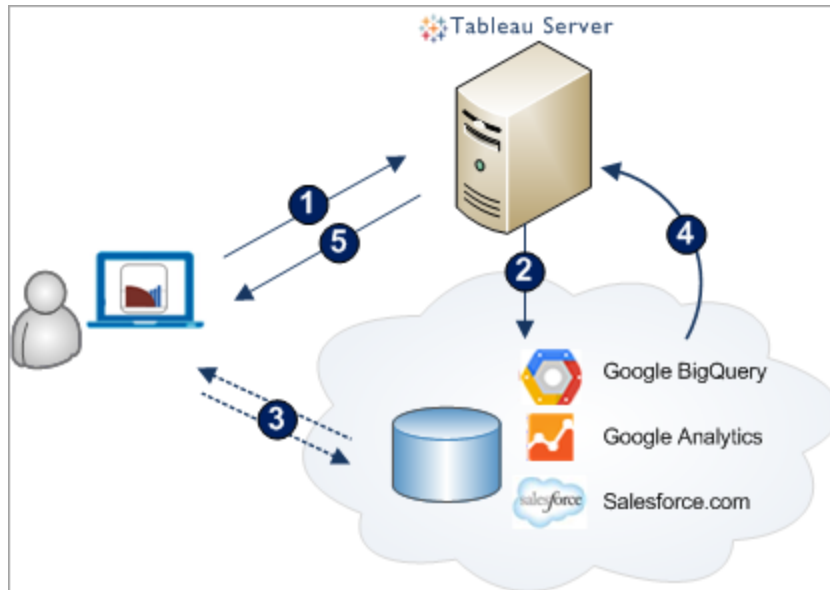 Tableau Server
1
5
4
2
Google BigQuery
3
Google Analytics
salesforce
Salesforce.com